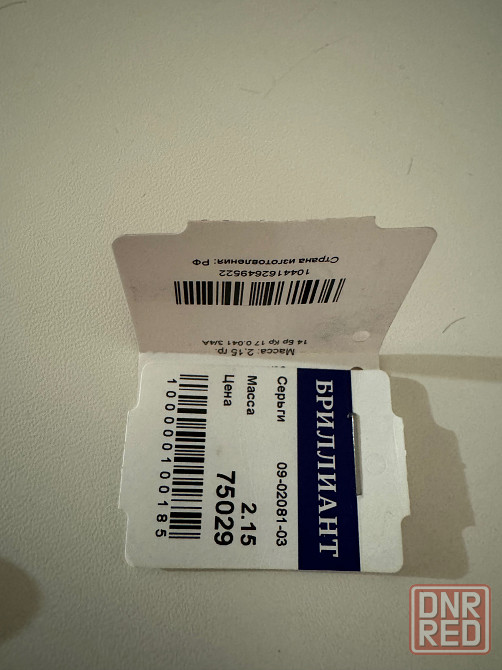 Страна изготовления: РФ
1044162649522
14 Бр Кр 17 0.041 3/4А
Масса: 2,15 гр.
БРИЛЛИАНТ
Серьги 09-02081-03
Масса 2.15
Цена 75029
1000000100185
DNR
RED